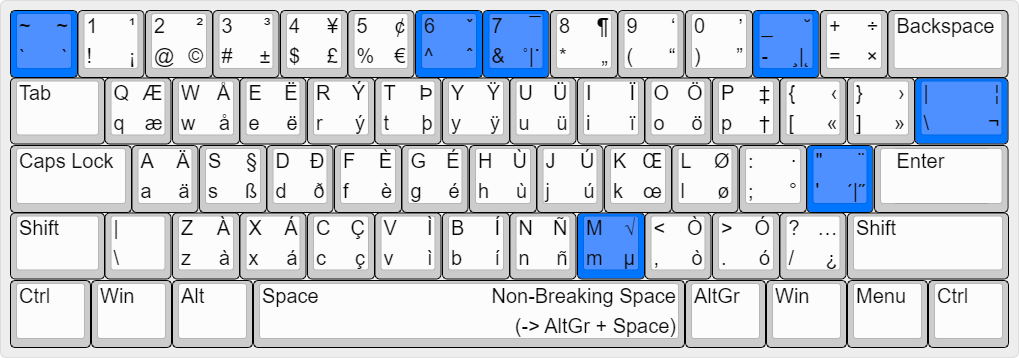 ~ ~ 1 ¹ 2 ² 3 ³ 4 ¥ 5 ¢ 6 ˇ 7 ¯ 8 ¶ 9 ‘ 0 ’ _ ˘ + ÷ Backspace
` ` ! ¡ @ © # ± $ £ % € ^ ˆ & ˚|˙ * „ ( “ ) ” - ¸|˛ = ×
Tab Q Æ W Å E Ë R Ý T Þ Y Ÿ U Ü I Ï O Ö P ‡ { ‹ } › | ¦
q æ w å e ë r ý t þ y ÿ u ü i ï o ö p † [ « ] » \ ¬
Caps Lock A Ä S § D Ð F È G É H Ù J Ú K Œ L Ø : · " ¨ Enter
a ä s ß d ð f è g é h ù j ú k œ l ø ; ° ' ´|˝
Shift | Z À X Á C Ç V Ì B Í N Ñ M √ < Ò > Ó ? … Shift
\ z à x á c ç v ì b í n ñ m µ , ò . ó / ¿
Ctrl Win Alt Space Non-Breaking Space AltGr Win Menu Ctrl
(-> AltGr + Space)